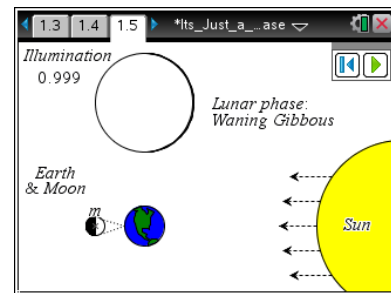 1.3 1.4 1.5 *Its_Just_a_...ase
Illumination
0.999
Lunar phase:
Waning Gibbous
Earth
& Moon
m
Sun